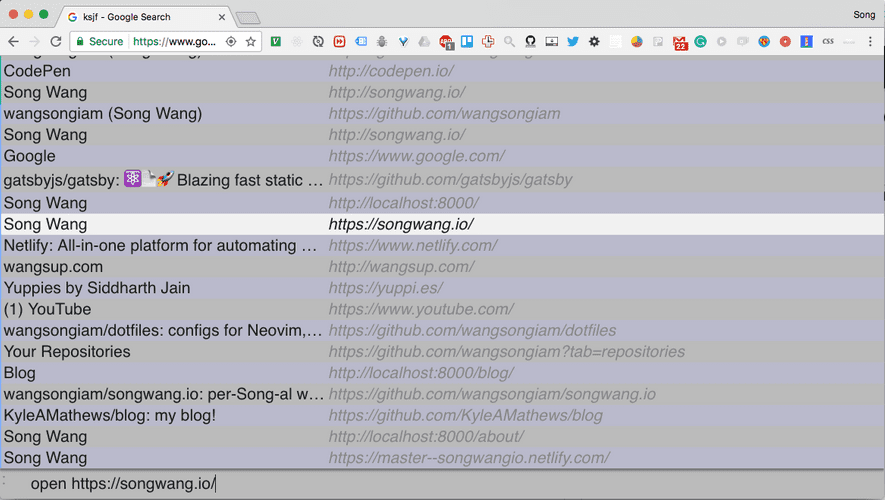 ksjf - Google Search
Song
Secure https://www.go...
1
22
css
CodePen http://codepen.io/
Song Wang http://songwang.io/
wangsongiam (Song Wang) https://github.com/wangsongiam
Song Wang http://songwang.io/
Google https://www.google.com/
gatsbyjs/gatsby: ⚛️📄🚀 Blazing fast static ... https://github.com/gatsbyjs/gatsby
Song Wang http://localhost:8000/
Song Wang https://songwang.io/
Netlify: All-in-one platform for automating ... https://www.netlify.com/
wangsup.com http://wangsup.com/
Yuppies by Siddharth Jain https://yuppi.es/
(1) YouTube https://www.youtube.com/
wangsongiam/dotfiles: configs for Neovim,... https://github.com/wangsongiam/dotfiles
Your Repositories https://github.com/wangsongiam?tab=repositories
Blog http://localhost:8000/blog/
wangsongiam/songwang.io: per-Song-al w... https://github.com/wangsongiam/songwang.io
KyleAMathews/blog: my blog! https://github.com/KyleAMathews/blog
Song Wang http://localhost:8000/about/
Song Wang https://master--songwangio.netlify.com/
: open https://songwang.io/